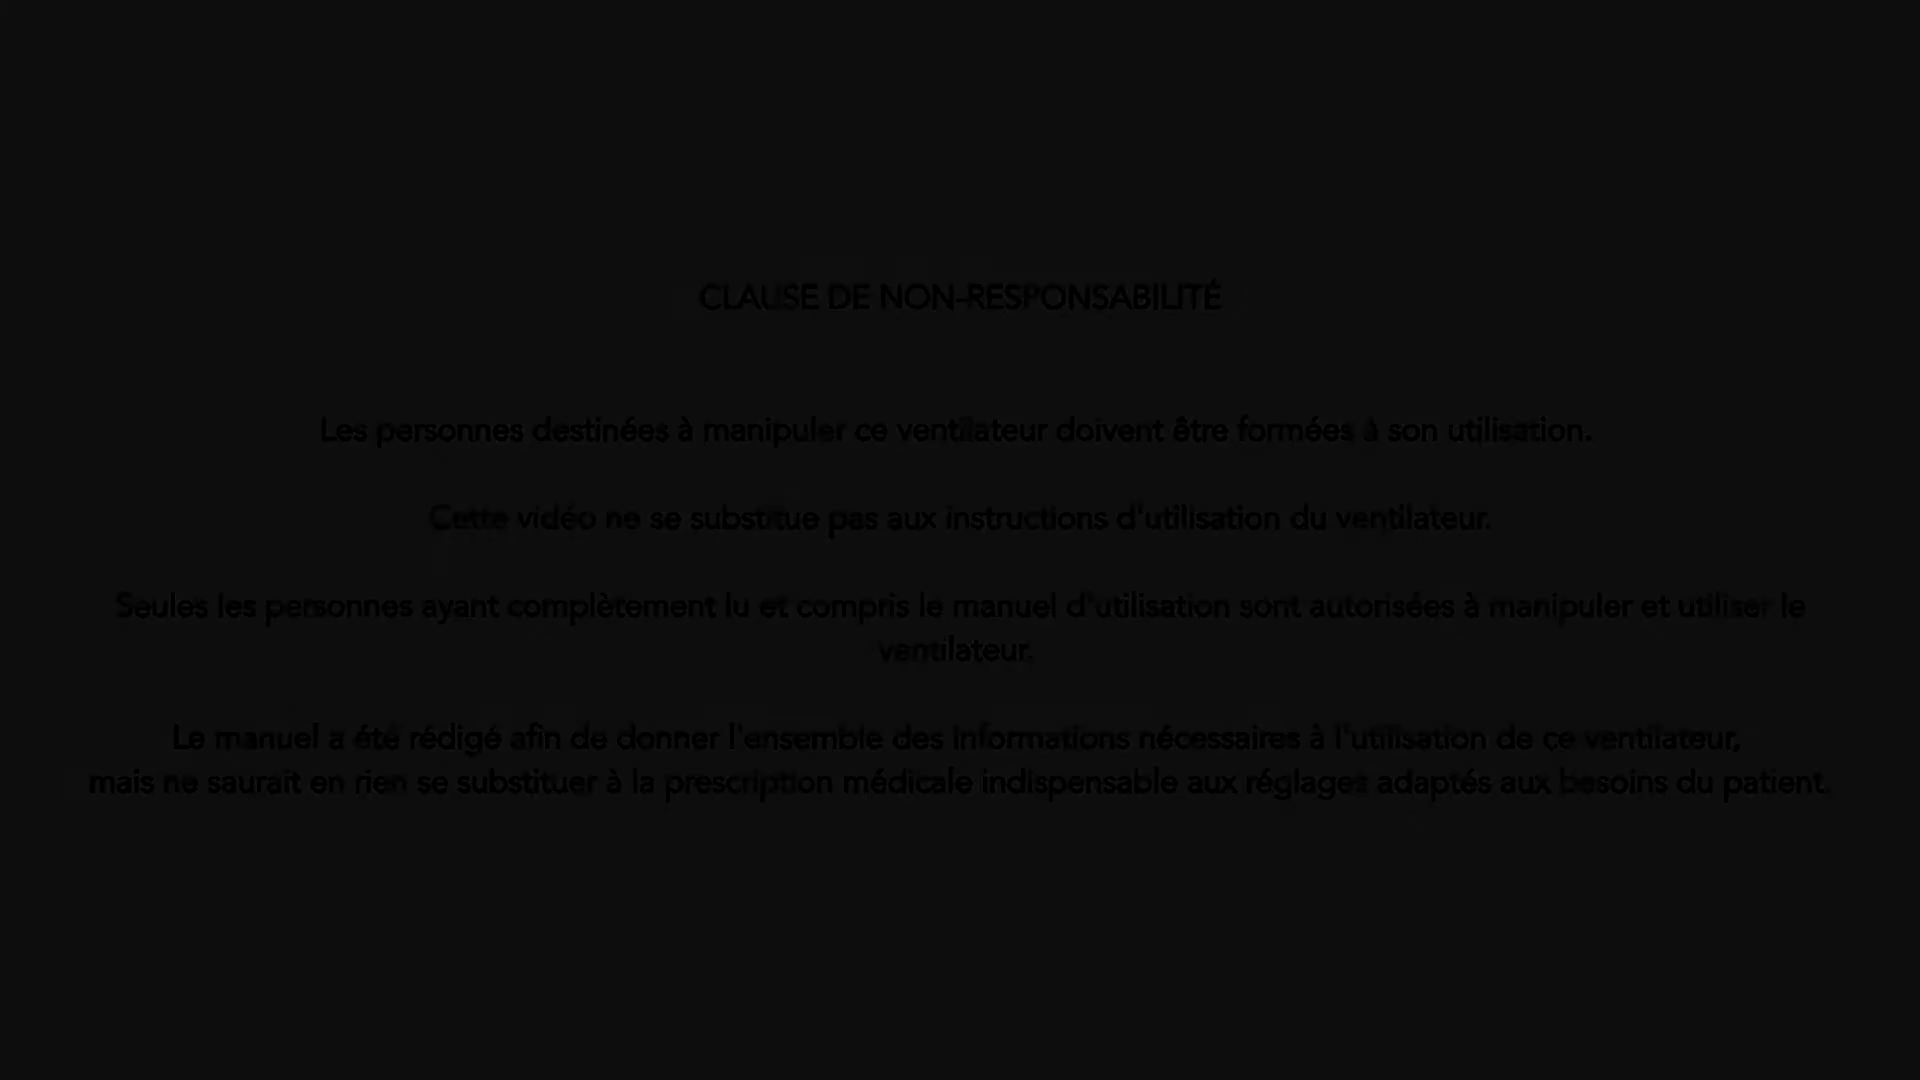 CLAUSE DE NON-RESPONSABILITÉ
Les personnes destinées à manipuler ce ventilateur doivent être formées à son utilisation.
Cette vidéo ne se substitue pas aux instructions d'utilisation du ventilateur.
Seules les personnes ayant complètement lu et compris le manuel d'utilisation sont autorisées à manipuler et utiliser le
ventilateur.
Le manuel a été rédigé afin de donner l'ensemble des informations nécessaires à l'utilisation de ce ventilateur,
mais ne saurait en rien se substituer à la prescription médicale indispensable aux réglages adaptés aux besoins du patient.